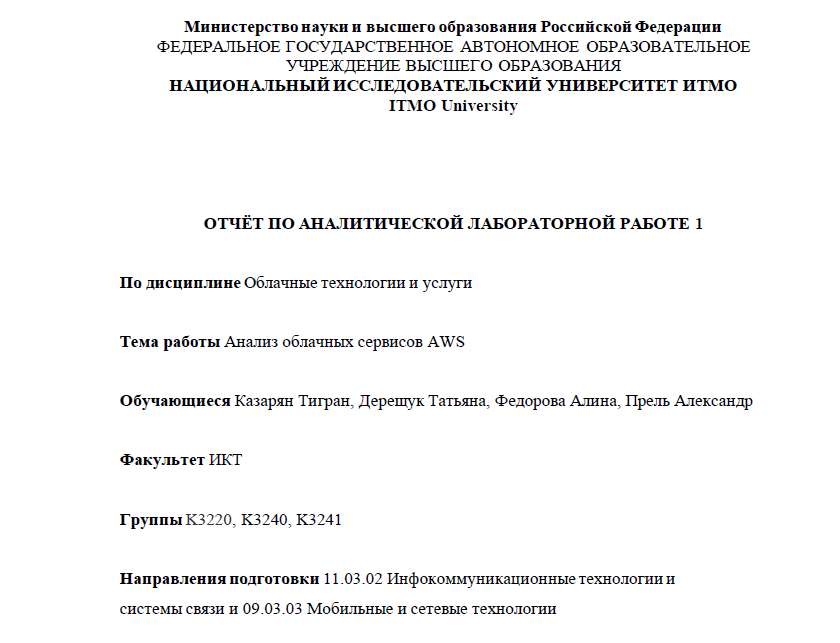 Министерство науки и высшего образования Российской Федерации
ФЕДЕРАЛЬНОЕ ГОСУДАРСТВЕННОЕ АВТОНОМНОЕ ОБРАЗОВАТЕЛЬНОЕ
УЧРЕЖДЕНИЕ ВЫСШЕГО ОБРАЗОВАНИЯ
НАЦИОНАЛЬНЫЙ ИССЛЕДОВАТЕЛЬСКИЙ УНИВЕРСИТЕТ ИТМО
ITMO University
ОТЧЁТ ПО АНАЛИТИЧЕСКОЙ ЛАБОРАТОРНОЙ РАБОТЕ 1
По дисциплине Облачные технологии и услуги
Тема работы Анализ облачных сервисов AWS
Обучающиеся Казарян Тигран, Дерещук Татьяна, Федорова Алина, Прель Александр
Факультет ИКТ
Группы K3220, K3240, K3241
Направления подготовки 11.03.02 Инфокоммуникационные технологии и
системы связи и 09.03.03 Мобильные и сетевые технологии